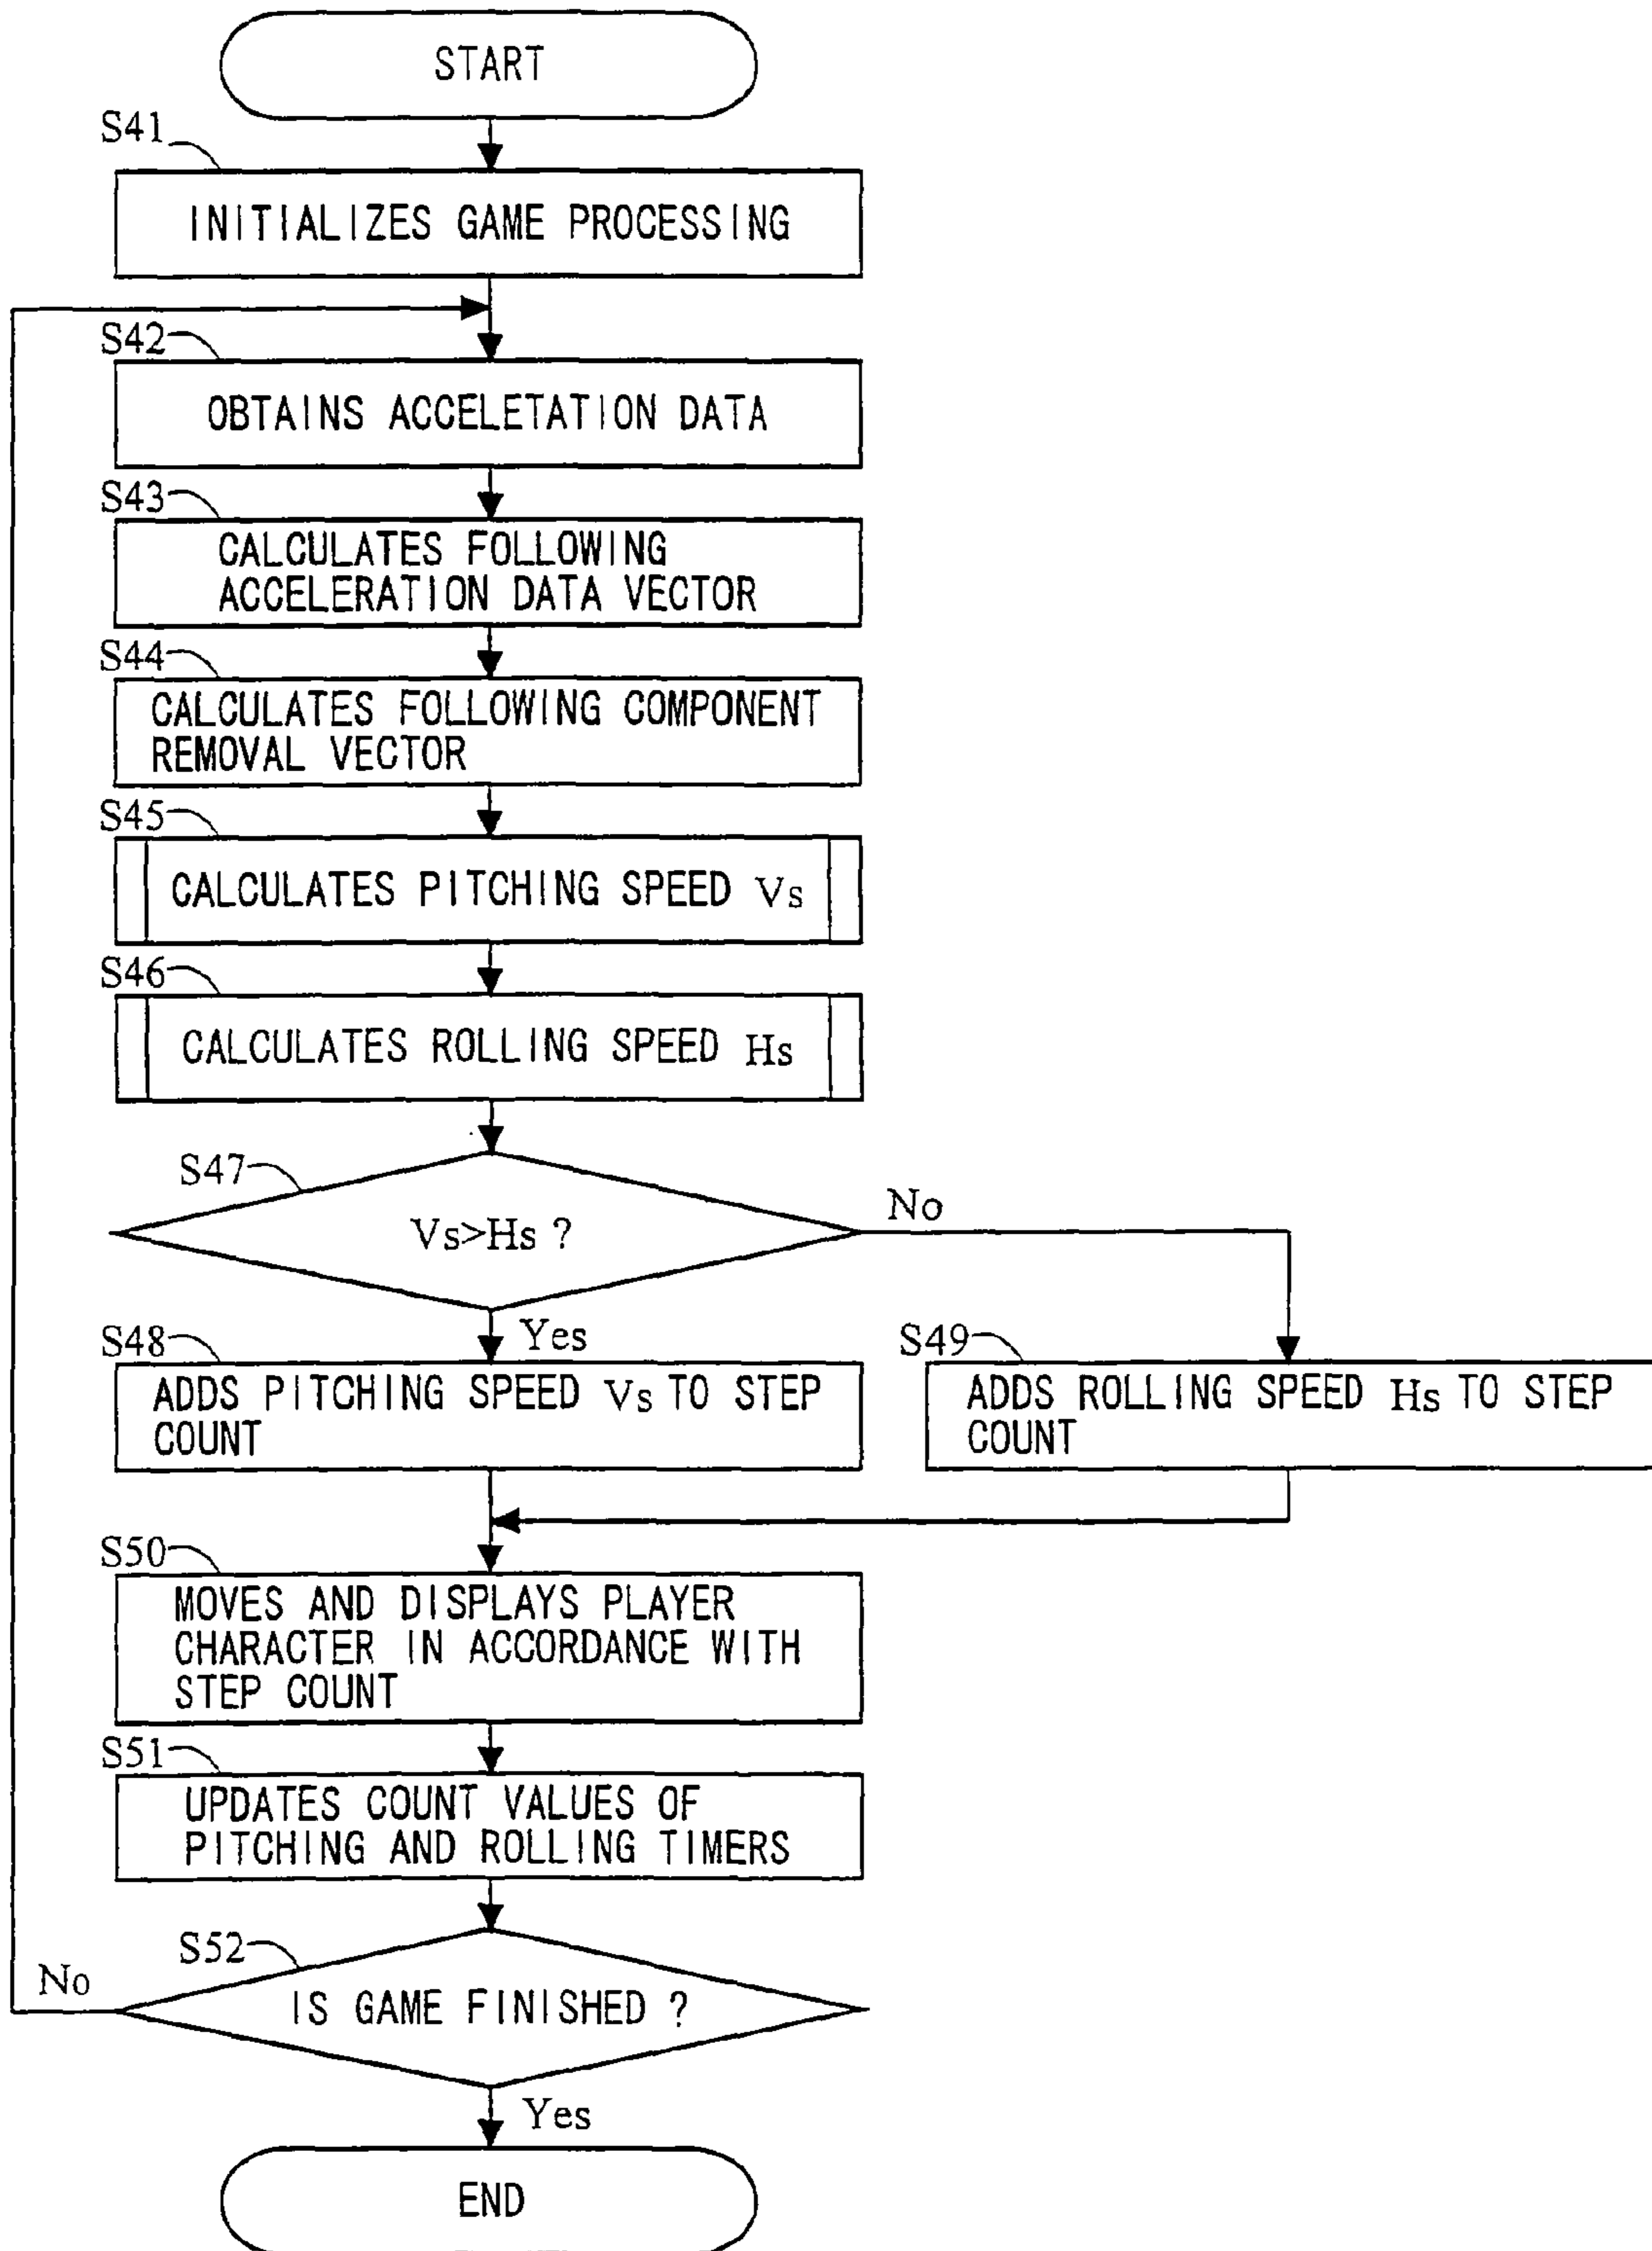 START
S41
INITIALIZES GAME PROCESSING
S42
OBTAINS ACCELETATION DATA
S43
CALCULATES FOLLOWING
ACCELERATION DATA VECTOR
S44
CALCULATES FOLLOWING COMPONENT
REMOVAL VECTOR
S45
CALCULATES PITCHING SPEED Vs
S46
CALCULATES ROLLING SPEED Hs
S47
Vs>Hs ?
No
Yes
S48
ADDS PITCHING SPEED Vs TO STEP
COUNT
S49
ADDS ROLLING SPEED Hs TO STEP
COUNT
S50
MOVES AND DISPLAYS PLAYER
CHARACTER IN ACCORDANCE WITH
STEP COUNT
S51
UPDATES COUNT VALUES OF
PITCHING AND ROLLING TIMERS
S52
No
IS GAME FINISHED ?
Yes
END